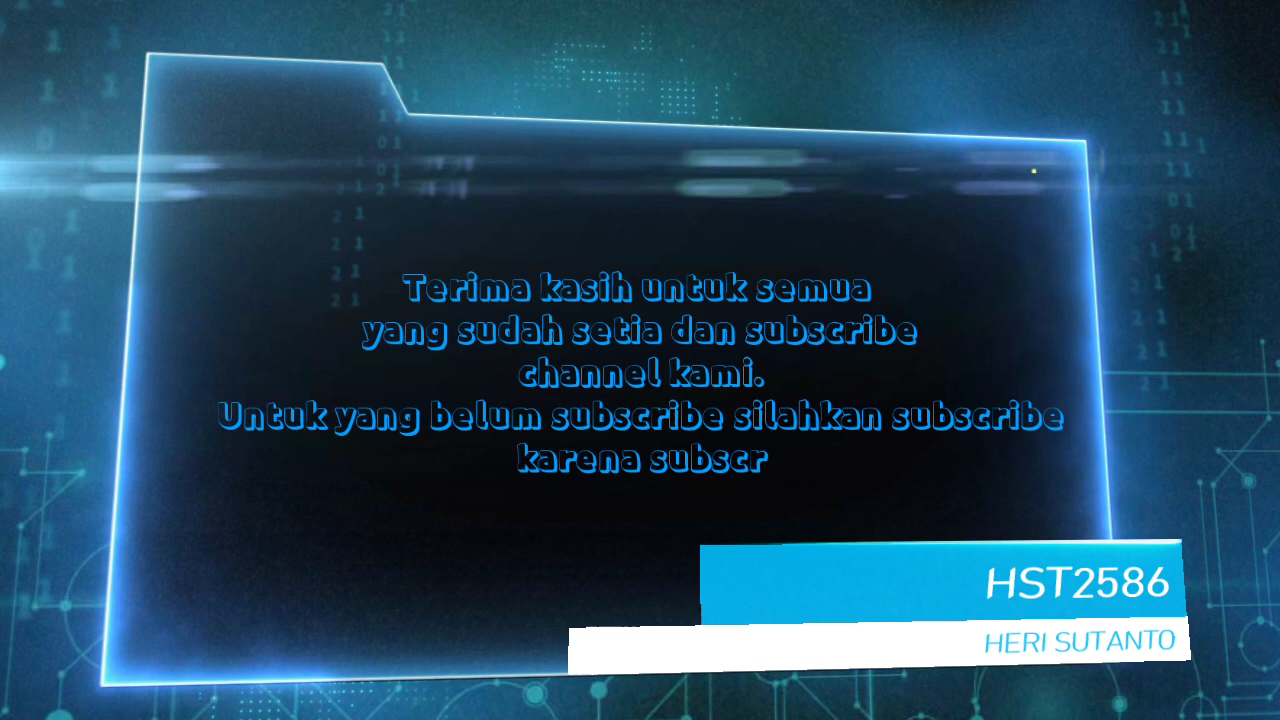 Terima kasih untuk semua
yang sudah setia dan subscribe
channel kami.
Untuk yang belum subscribe silahkan subscribe
karena subscr
HST2586
HERI SUTANTO